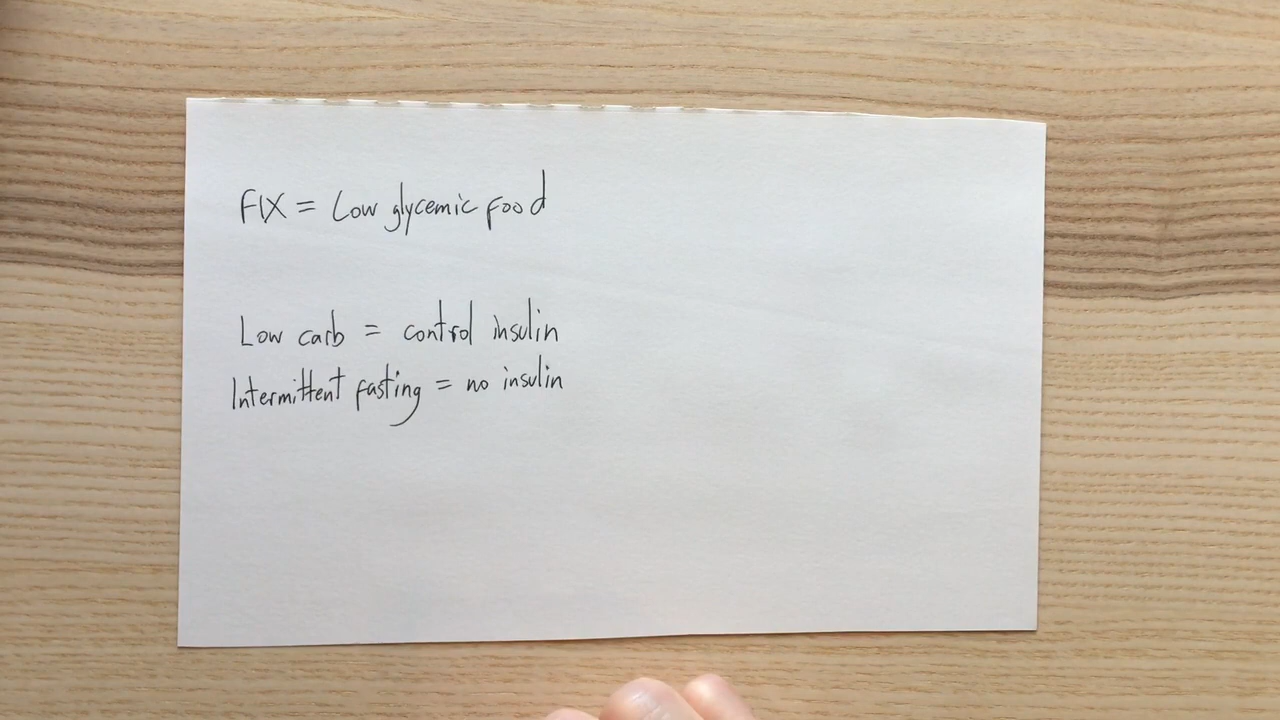 FIX = Low glycemic food
Low carb = control insulin
Intermittent fasting = no insulin